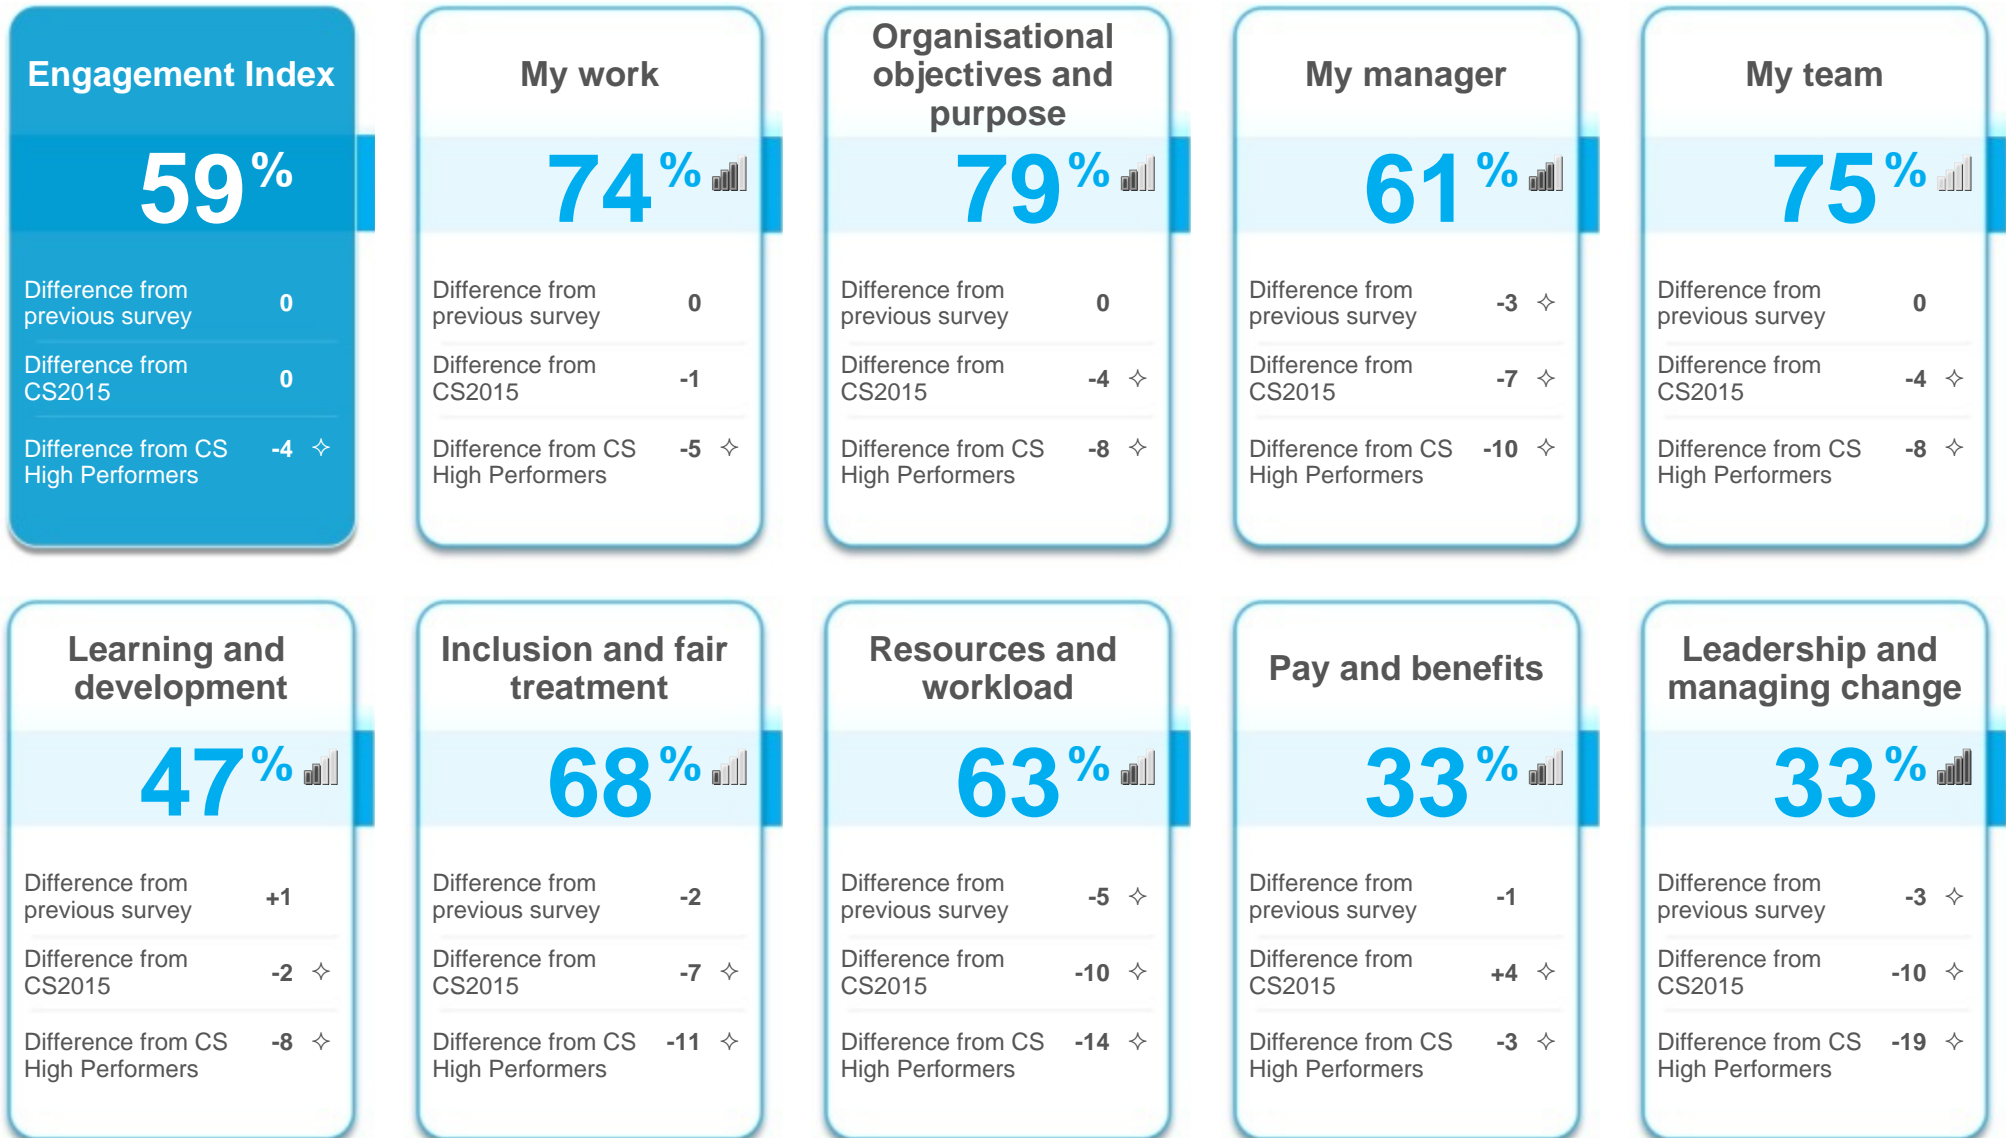 Engagement Index
59%
Difference from
previous survey 0
Difference from
CS2015 0
Difference from CS
High Performers -4 ✧
My work
74%
Difference from
previous survey 0
Difference from
CS2015 -1
Difference from CS
High Performers -5 ✧
Organisational
objectives and
purpose
79%
Difference from
previous survey 0
Difference from
CS2015 -4 ✧
Difference from CS
High Performers -8 ✧
My manager
61%
Difference from
previous survey -3 ✧
Difference from
CS2015 -7 ✧
Difference from CS
High Performers -10 ✧
My team
75%
Difference from
previous survey 0
Difference from
CS2015 -4 ✧
Difference from CS
High Performers -8 ✧
Learning and
development
47%
Difference from
previous survey +1
Difference from
CS2015 -2 ✧
Difference from CS
High Performers -8 ✧
Inclusion and fair
treatment
68%
Difference from
previous survey -2
Difference from
CS2015 -7 ✧
Difference from CS
High Performers -11 ✧
Resources and
workload
63%
Difference from
previous survey -5 ✧
Difference from
CS2015 -10 ✧
Difference from CS
High Performers -14 ✧
Pay and benefits
33%
Difference from
previous survey -1
Difference from
CS2015 +4 ✧
Difference from CS
High Performers -3 ✧
Leadership and
managing change
33%
Difference from
previous survey -3 ✧
Difference from
CS2015 -10 ✧
Difference from CS
High Performers -19 ✧